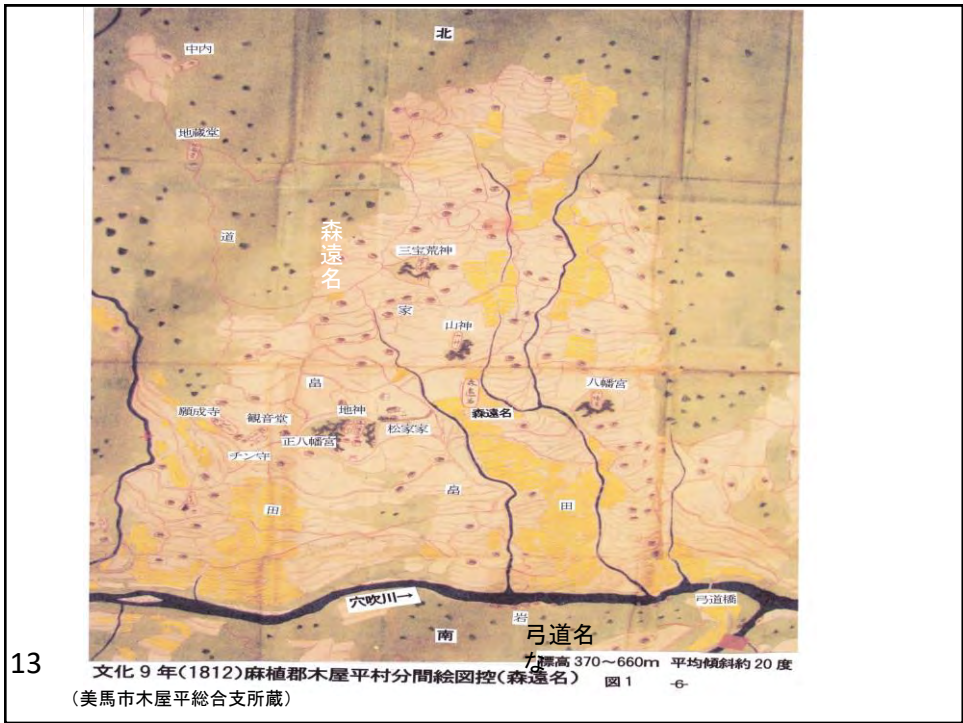 北
中内
地蔵堂
道
森遠名
三宝荒神
家
山神
畠
八幡宮
願成寺
観音堂
地神
森遠名
正八幡宮
松家家
チン守
畠
田
田
穴吹川→
弓道橋
岩
南
弓道名
な
標高 370～660m 平均傾斜約 20 度
13
文化 9 年(1812)麻植郡木屋平村分間絵図控(森遠名)
図 1
-6-
（美馬市木屋平総合支所蔵）